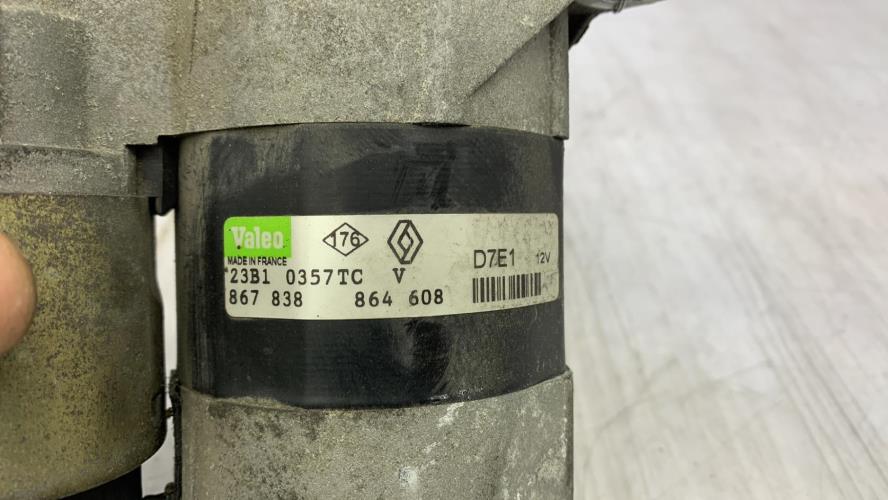 Valeo 176 D7E1 12V
MADE IN FRANCE
23B1 0357TC V
867 838 864 608